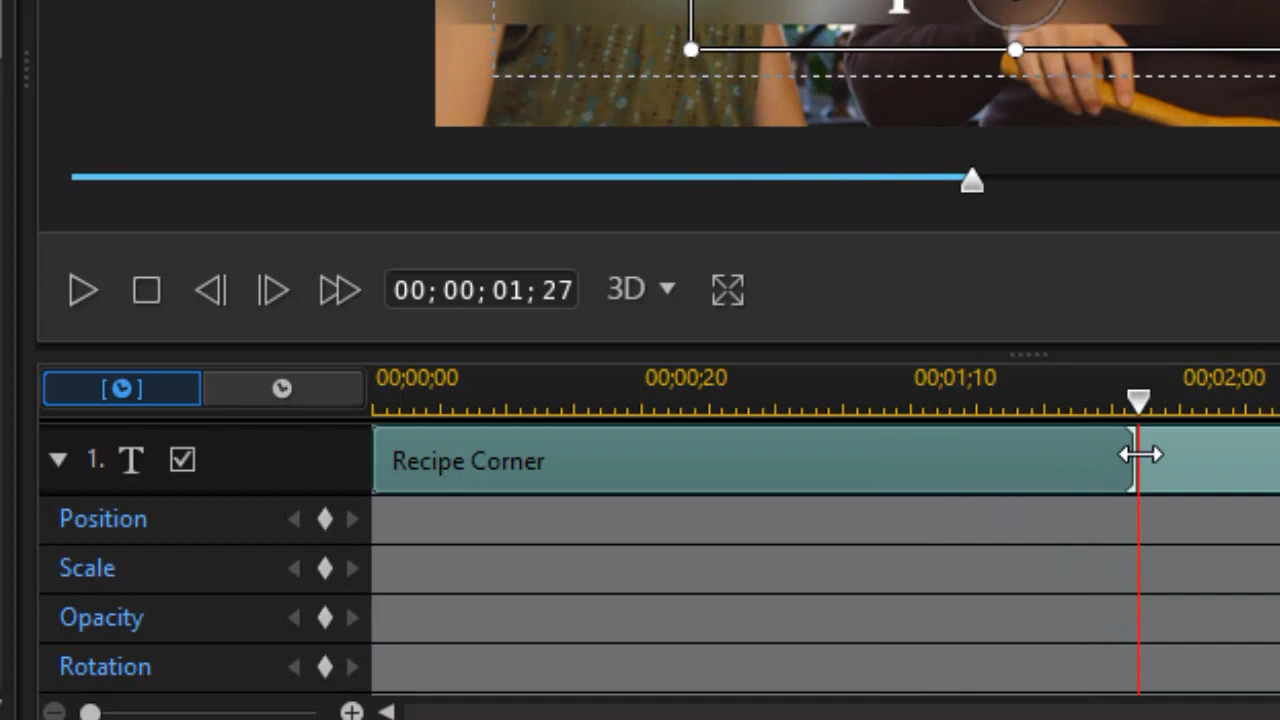 00;00;01;27
3D
00;00;00 00;00;20 00;01;10 00;02;00
1. T
Recipe Corner
Position
Scale
Opacity
Rotation